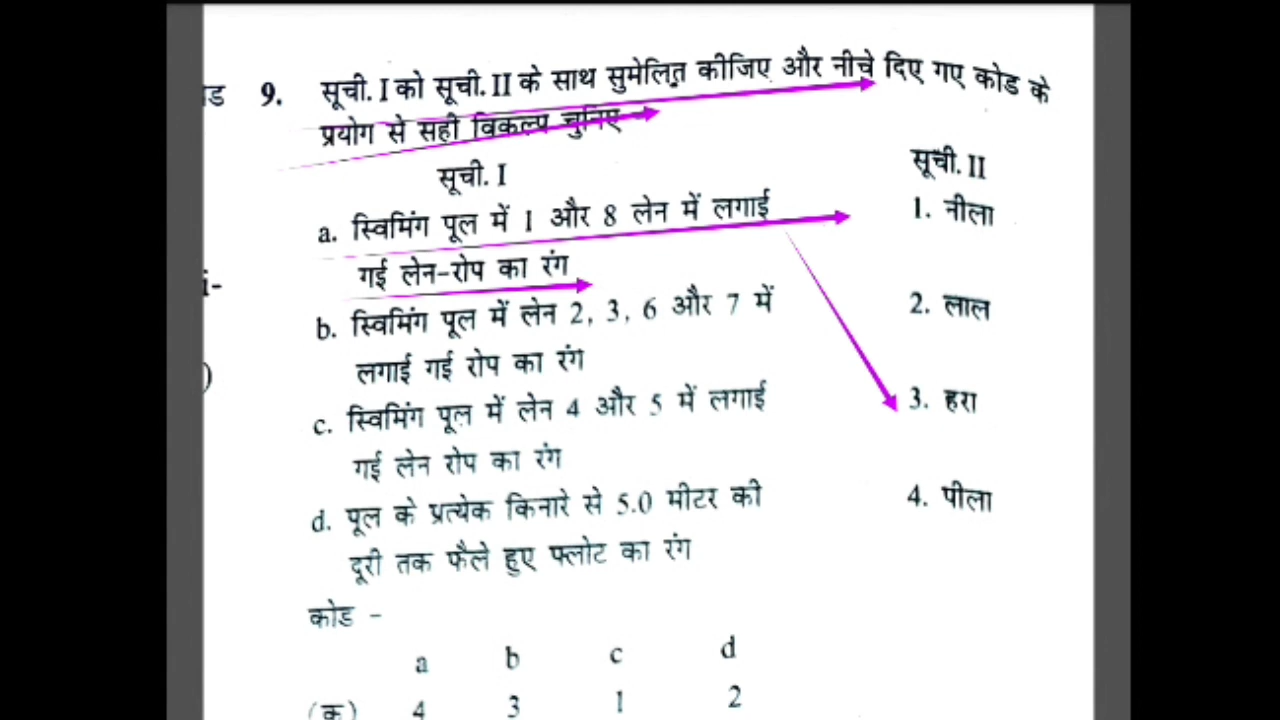 9. सूची. I को सूची. II के साथ सुमेलित कीजिए और नीचे दिए गए कोड के
प्रयोग से सही विकल्प चुनिए
सूची. I
सूची. II
a. स्विमिंग पूल में 1 और 8 लेन में लगाई
गई लेन-रोप का रंग
1. नीला
b. स्विमिंग पूल में लेन 2, 3, 6 और 7 में
लगाई गई रोप का रंग
2. लाल
c. स्विमिंग पूल में लेन 4 और 5 में लगाई
गई लेन रोप का रंग
3. हरा
d. पूल के प्रत्येक किनारे से 5.0 मीटर की
दूरी तक फैले हुए फ्लोट का रंग
4. पीला
कोड -
a b c d
(क) 4 3 1 2